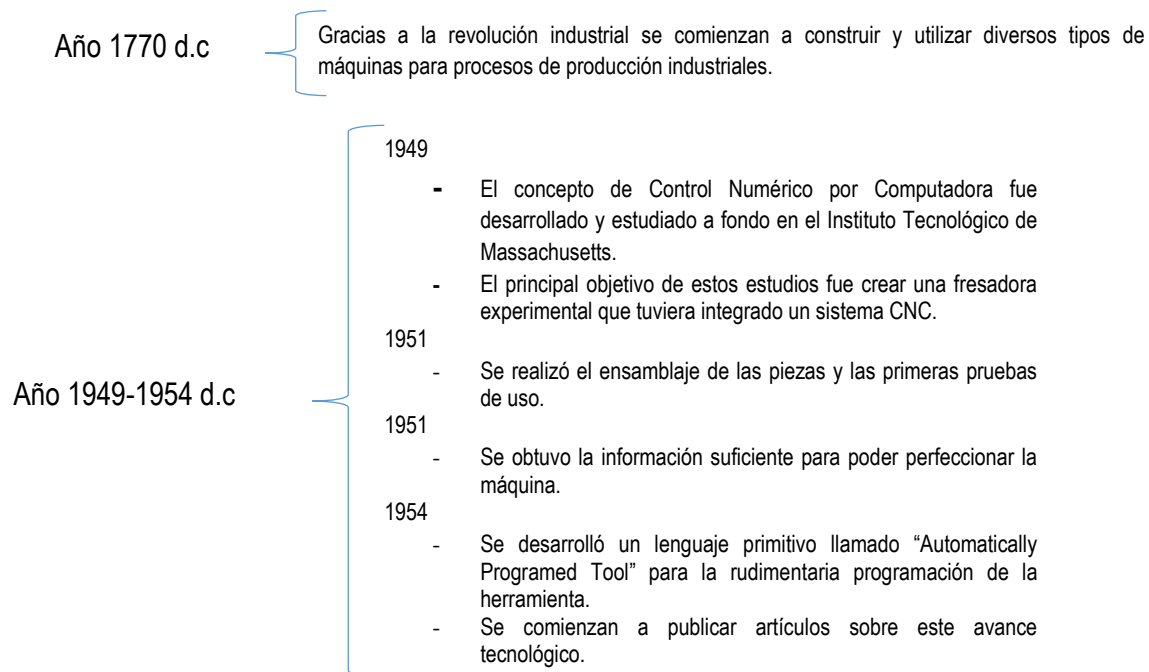 Año 1770 d.c
Gracias a la revolución industrial se comienzan a construir y utilizar diversos tipos de
máquinas para procesos de producción industriales.
Año 1949-1954 d.c
1949
- El concepto de Control Numérico por Computadora fue
desarrollado y estudiado a fondo en el Instituto Tecnológico de
Massachusetts.
- El principal objetivo de estos estudios fue crear una fresadora
experimental que tuviera integrado un sistema CNC.
1951
- Se realizó el ensamblaje de las piezas y las primeras pruebas
de uso.
1951
- Se obtuvo la información suficiente para poder perfeccionar la
máquina.
1954
- Se desarrolló un lenguaje primitivo llamado “Automatically
Programed Tool” para la rudimentaria programación de la
herramienta.
- Se comienzan a publicar artículos sobre este avance
tecnológico.